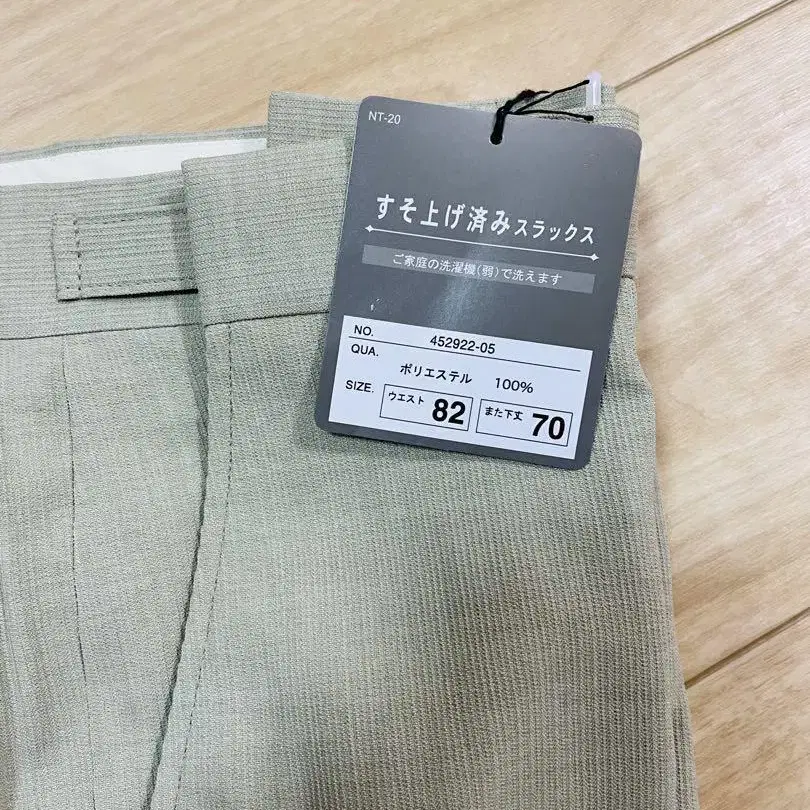 NT-20
すそ上げ済みスラックス
ご家庭の洗濯機(弱)で洗えます
NO. 452922-05
QUA. ポリエステル 100%
SIZE. ウエスト 82 また下丈 70